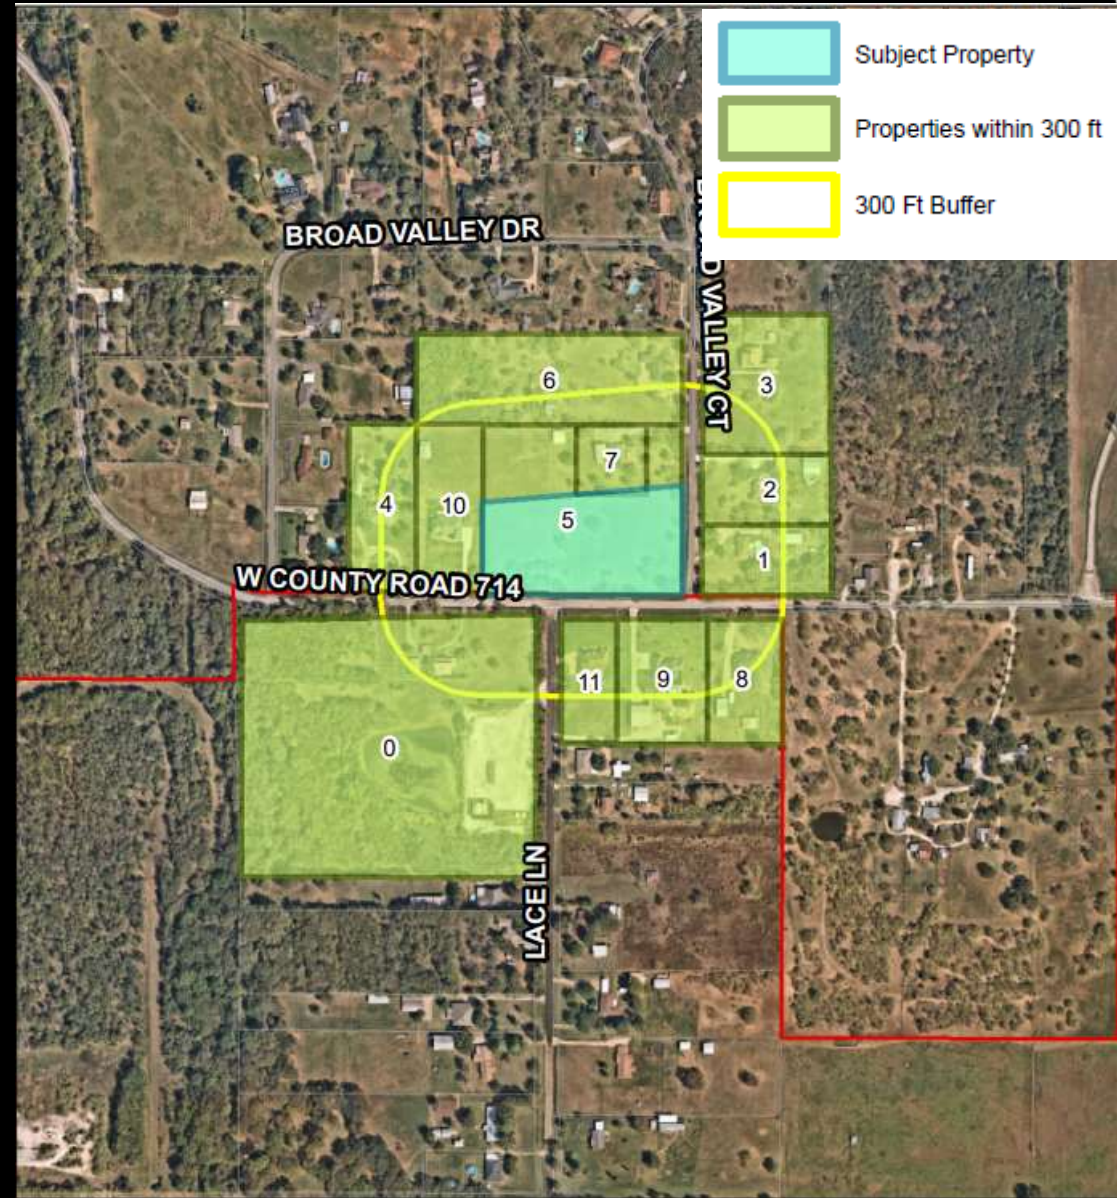 Subject Property
Properties within 300 ft
300 Ft Buffer
BROAD VALLEY DR
BROAD VALLEY CT
6
3
7
4
10
5
2
1
W COUNTY ROAD 714
11
9
8
0
LACE LN